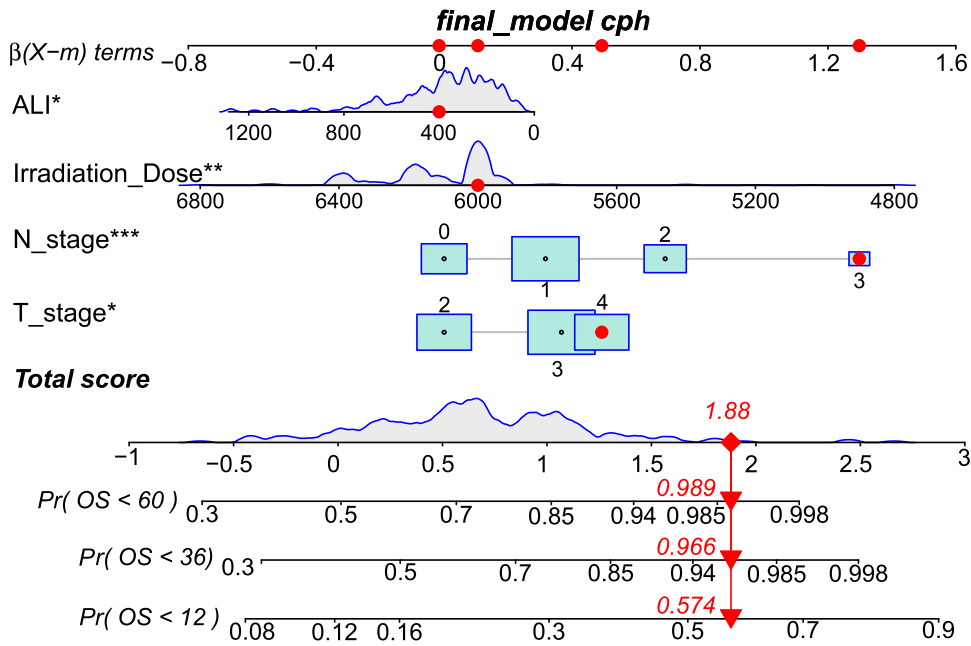 final_model cph
β(X−m) terms
−0.8 −0.4 0 0.4 0.8 1.2 1.6
ALI*
1200 800 400 0
Irradiation_Dose**
6800 6400 6000 5600 5200 4800
N_stage***
0 2
1 3
T_stage*
2 4
3
Total score
1.88
−1 −0.5 0 0.5 1 1.5 2 2.5 3
0.989
Pr( OS < 60 )
0.3 0.5 0.7 0.85 0.94 0.985 0.998
0.966
Pr( OS < 36)
0.3 0.5 0.7 0.85 0.94 0.985 0.998
0.574
Pr( OS < 12 )
0.08 0.12 0.16 0.3 0.5 0.7 0.9